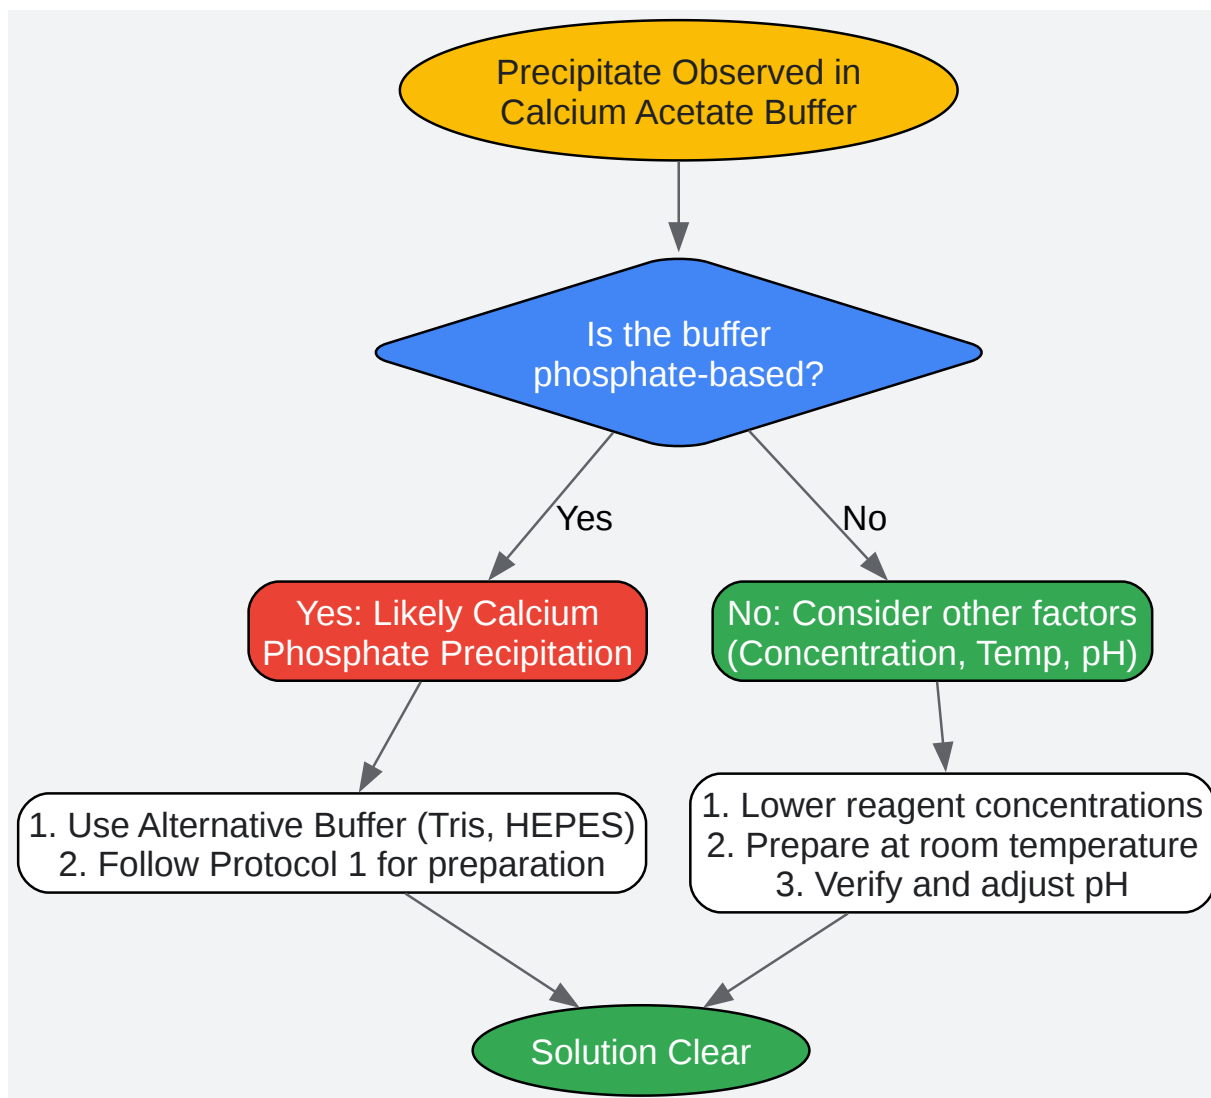 Precipitate Observed in
Calcium Acetate Buffer
Is the buffer
phosphate-based?
Yes
No
Yes: Likely Calcium
Phosphate Precipitation
No: Consider other factors
(Concentration, Temp, pH)
1. Use Alternative Buffer (Tris, HEPES)
2. Follow Protocol 1 for preparation
1. Lower reagent concentrations
2. Prepare at room temperature
3. Verify and adjust pH
Solution Clear